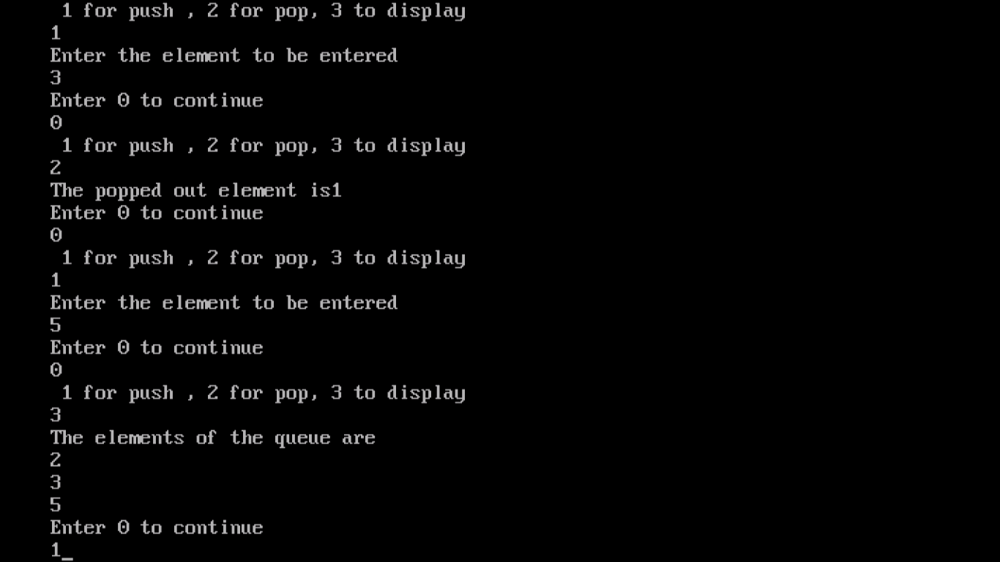 1 for push , 2 for pop, 3 to display
1
Enter the element to be entered
3
Enter 0 to continue
0
1 for push , 2 for pop, 3 to display
2
The popped out element is1
Enter 0 to continue
0
1 for push , 2 for pop, 3 to display
1
Enter the element to be entered
5
Enter 0 to continue
0
1 for push , 2 for pop, 3 to display
3
The elements of the queue are
2
3
5
Enter 0 to continue
1_